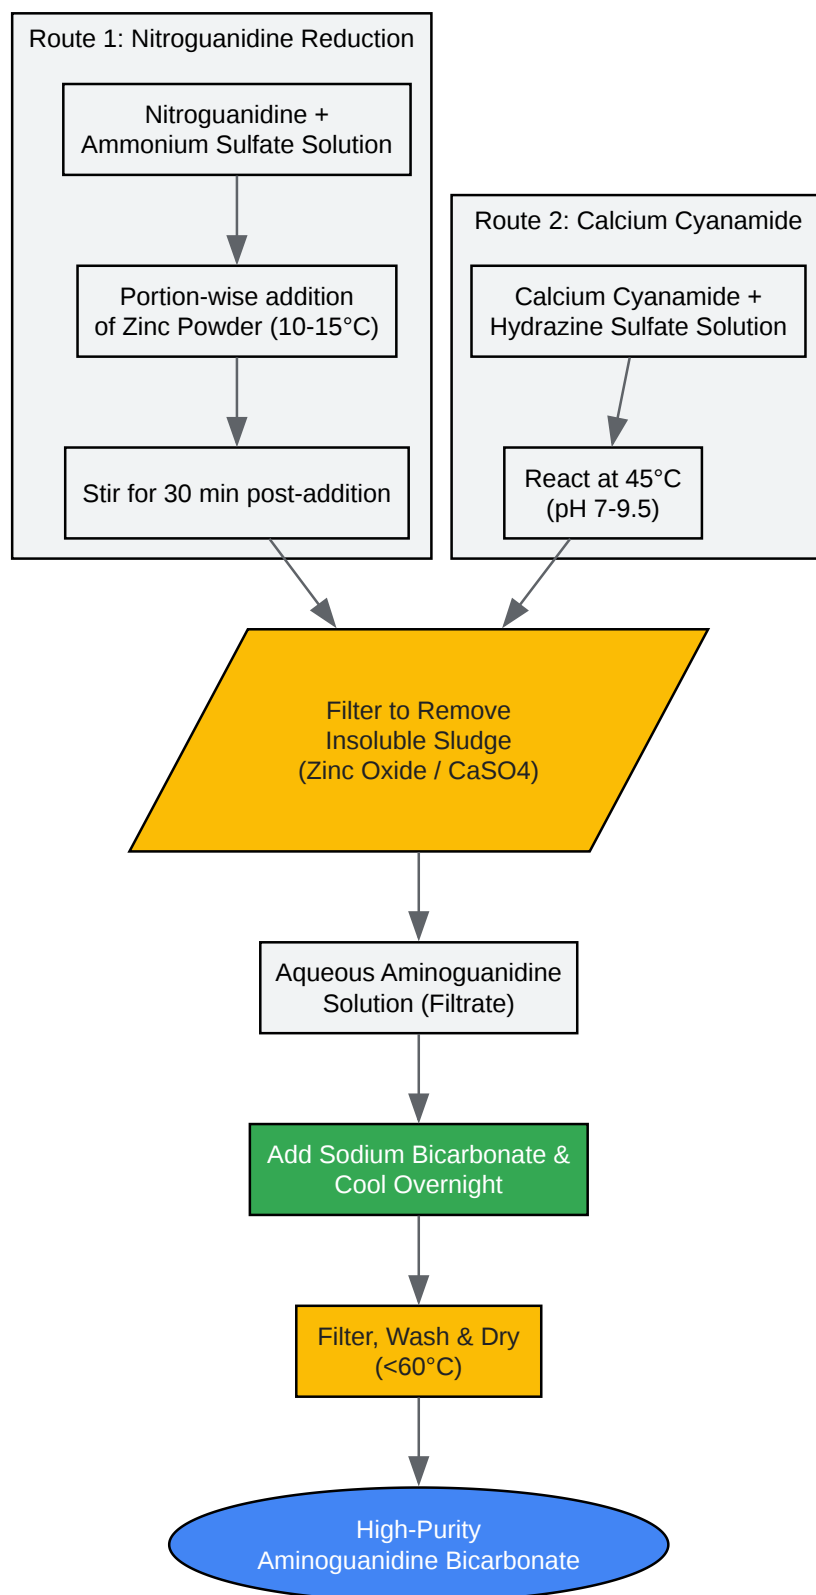 Route 1: Nitroguanidine Reduction
Nitroguanidine +
Ammonium Sulfate Solution
Portion-wise addition
of Zinc Powder (10-15°C)
Stir for 30 min post-addition
Route 2: Calcium Cyanamide
Calcium Cyanamide +
Hydrazine Sulfate Solution
React at 45°C
(pH 7-9.5)
Filter to Remove
Insoluble Sludge
(Zinc Oxide / CaSO4)
Aqueous Aminoguanidine
Solution (Filtrate)
Add Sodium Bicarbonate &
Cool Overnight
Filter, Wash & Dry
(<60°C)
High-Purity
Aminoguanidine Bicarbonate